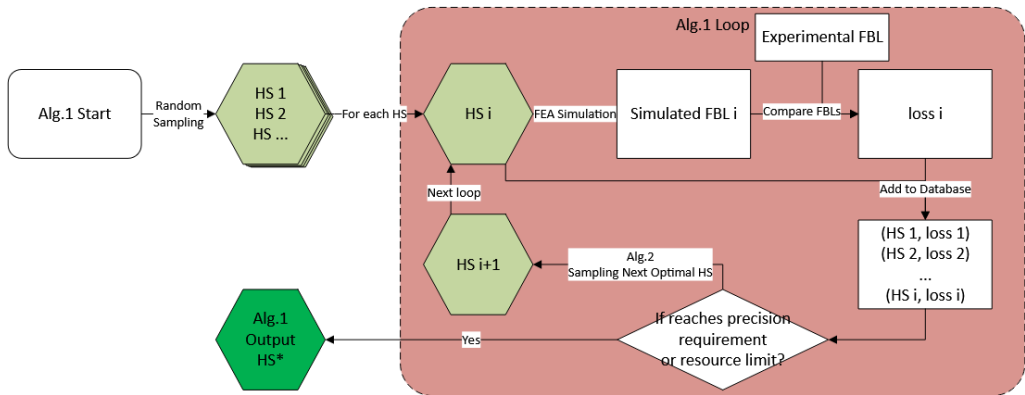 Alg.1 Loop
Experimental FBL
Alg.1 Start
Random
Sampling
HS 1
HS 2
HS ...
For each HS
HS i
FEA Simulation
Simulated FBL i
Compare FBLs
loss i
Next loop
Add to Database
HS i+1
Alg.2
Sampling Next Optimal HS
(HS 1, loss 1)
(HS 2, loss 2)
...
(HS i, loss i)
Alg.1
Output
HS*
Yes
If reaches precision
requirement
or resource limit?